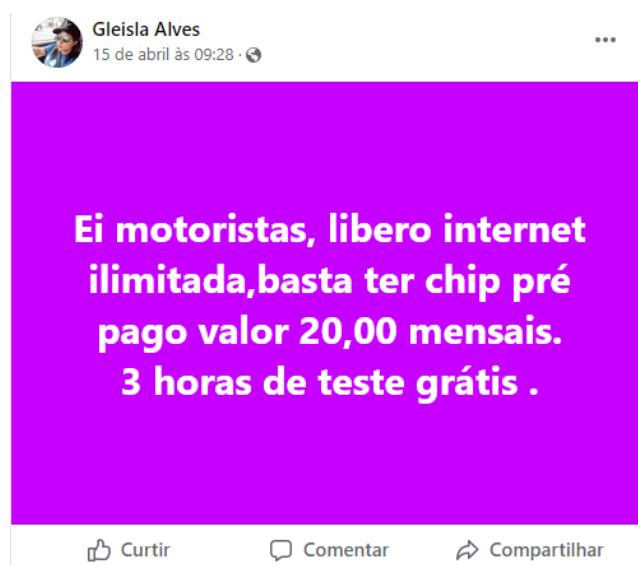 Gleisla Alves
15 de abril às 09:28 ·
Ei motoristas, libero internet
ilimitada,basta ter chip pré
pago valor 20,00 mensais.
3 horas de teste grátis .
Curtir Comentar Compartilhar